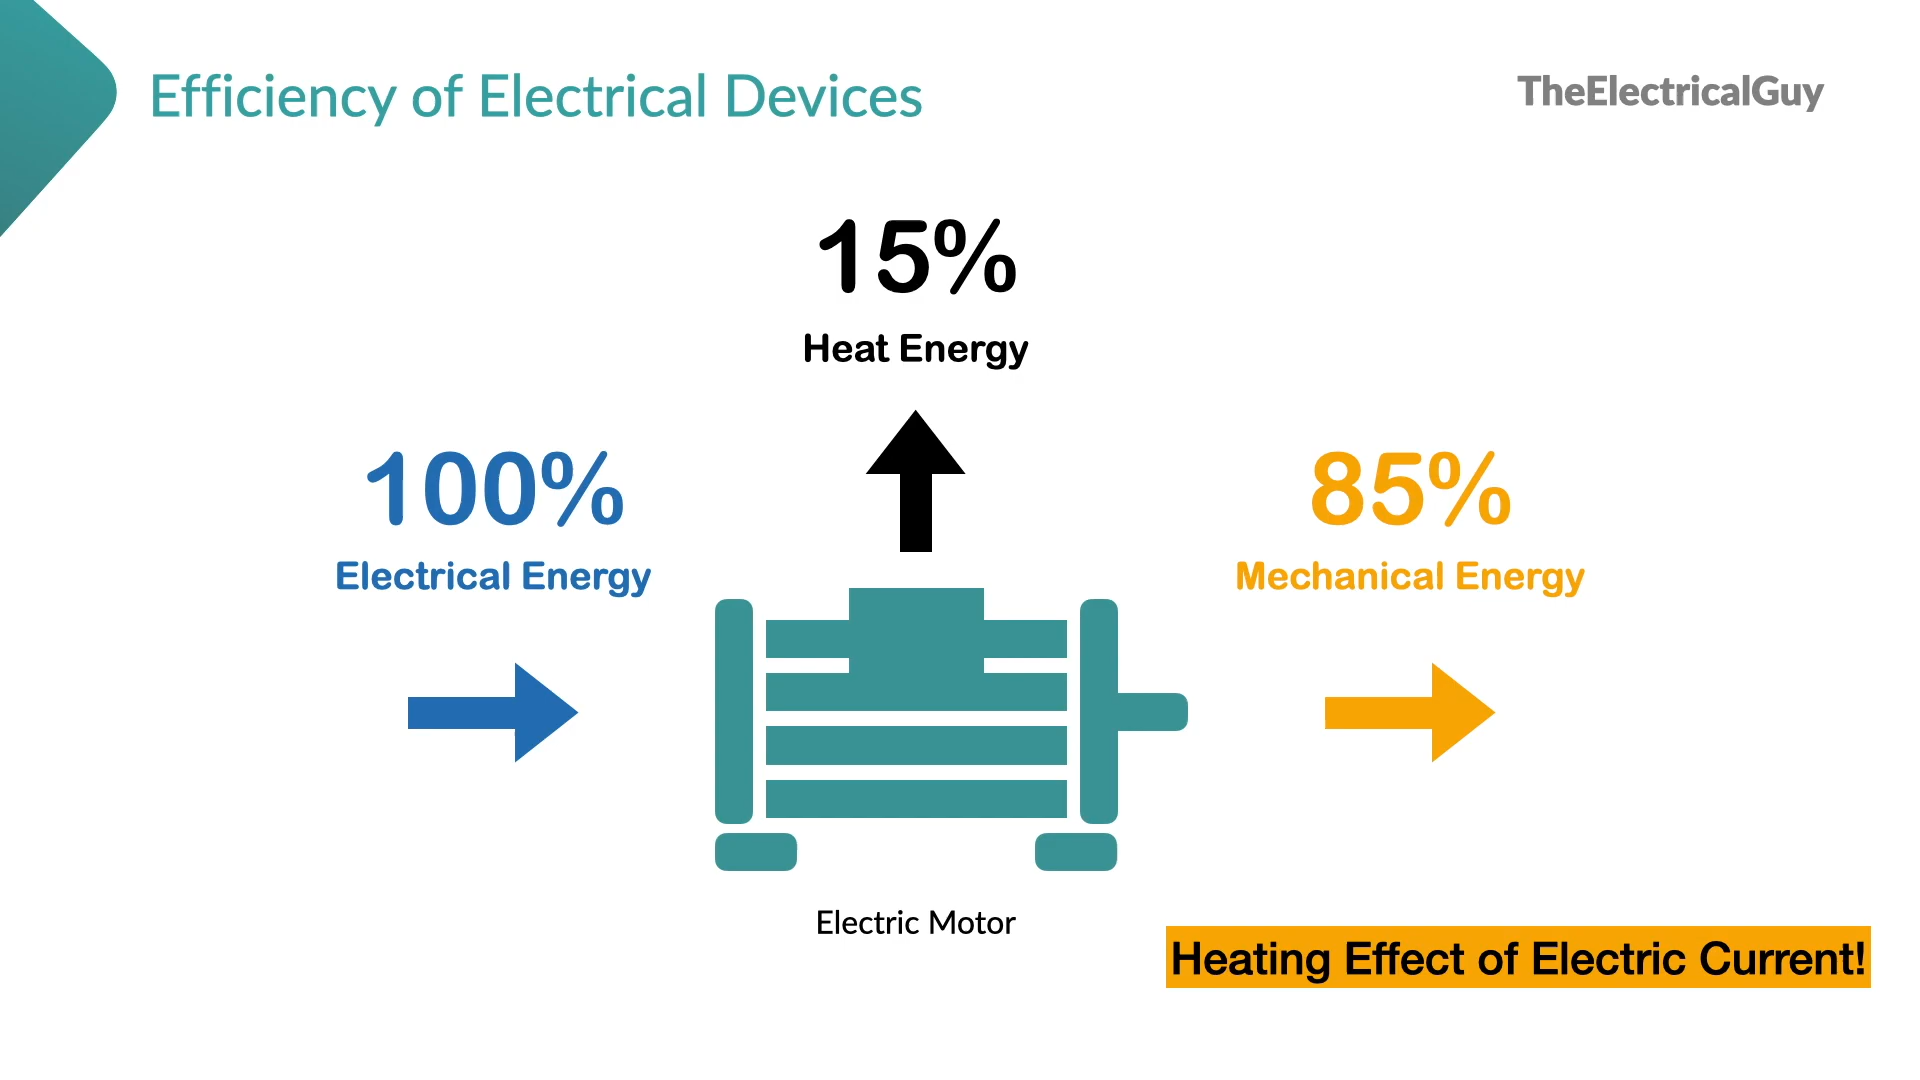 Efficiency of Electrical Devices
TheElectricalGuy
15%
Heat Energy
100%
Electrical Energy
85%
Mechanical Energy
Electric Motor
Heating Effect of Electric Current!